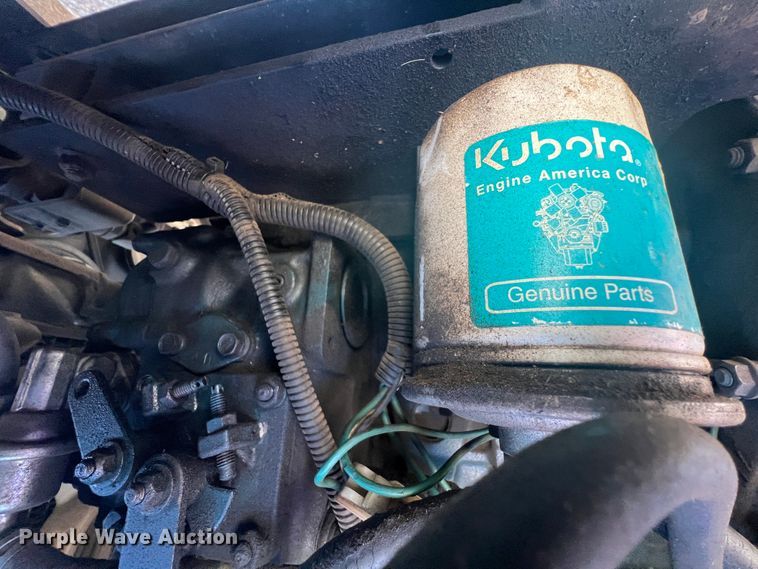 Kubota®
Engine America Corp
Genuine Parts
Purple Wave Auction